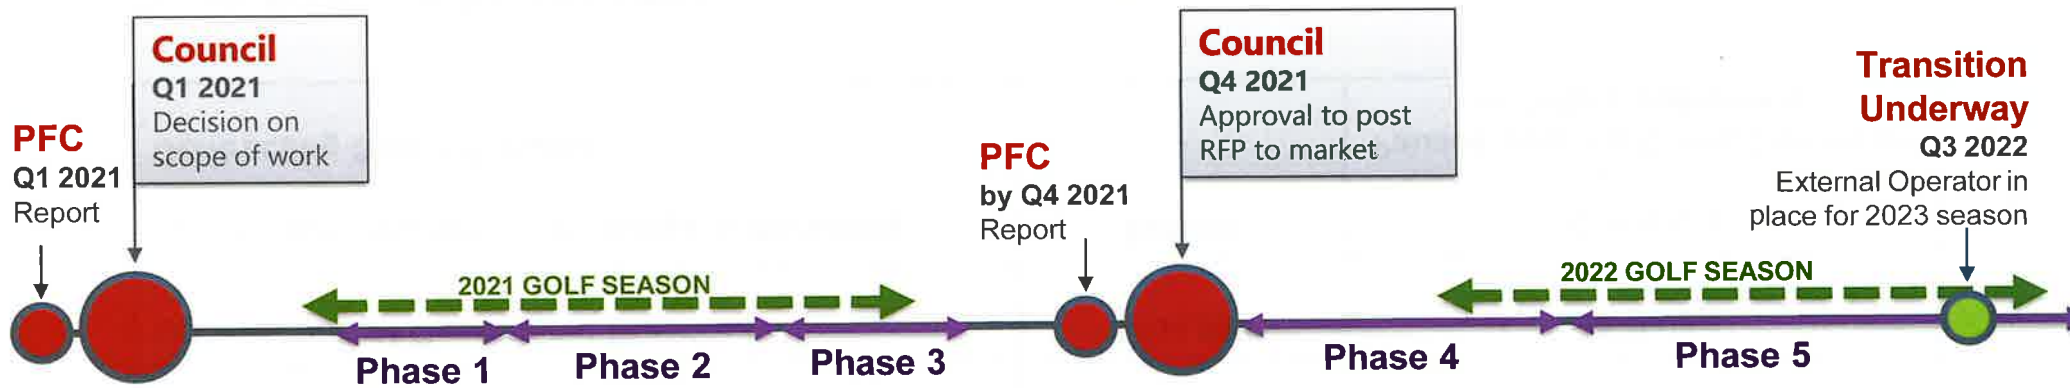 PFC
Q1 2021
Report
Council
Q1 2021
Decision on
scope of work
2021 GOLF SEASON
Phase 1
Phase 2
Phase 3
PFC
by Q4 2021
Report
Council
Q4 2021
Approval to post
RFP to market
Phase 4
2022 GOLF SEASON
Phase 5
Transition
Underway
Q3 2022
External Operator in
place for 2023 season